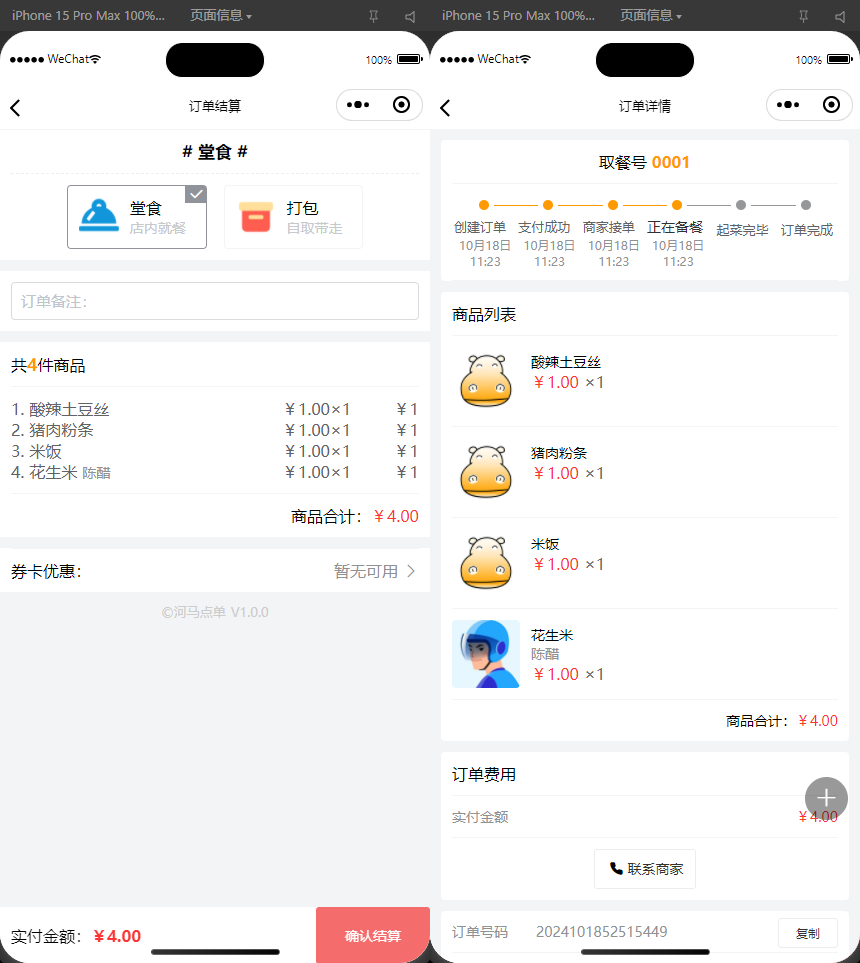 iPhone 15 Pro Max 100%...
页面信息
WeChat
100%
订单结算
# 堂食 #
堂食
店内就餐
打包
自取带走
订单备注:
共4件商品
1. 酸辣土豆丝 ￥1.00×1 ￥1
2. 猪肉粉条 ￥1.00×1 ￥1
3. 米饭 ￥1.00×1 ￥1
4. 花生米 陈醋 ￥1.00×1 ￥1
商品合计: ￥4.00
券卡优惠: 暂无可用
©河马点单 V1.0.0
实付金额: ￥4.00
确认结算
iPhone 15 Pro Max 100%...
页面信息
WeChat
100%
订单详情
取餐号 0001
创建订单 支付成功 商家接单 正在备餐 起菜完毕 订单完成
10月18日 10月18日 10月18日 10月18日
11:23 11:23 11:23 11:23
商品列表
酸辣土豆丝
￥1.00 ×1
猪肉粉条
￥1.00 ×1
米饭
￥1.00 ×1
花生米
陈醋
￥1.00 ×1
商品合计: ￥4.00
订单费用
实付金额 ￥4.00
联系商家
订单号码 2024101852515449 复制